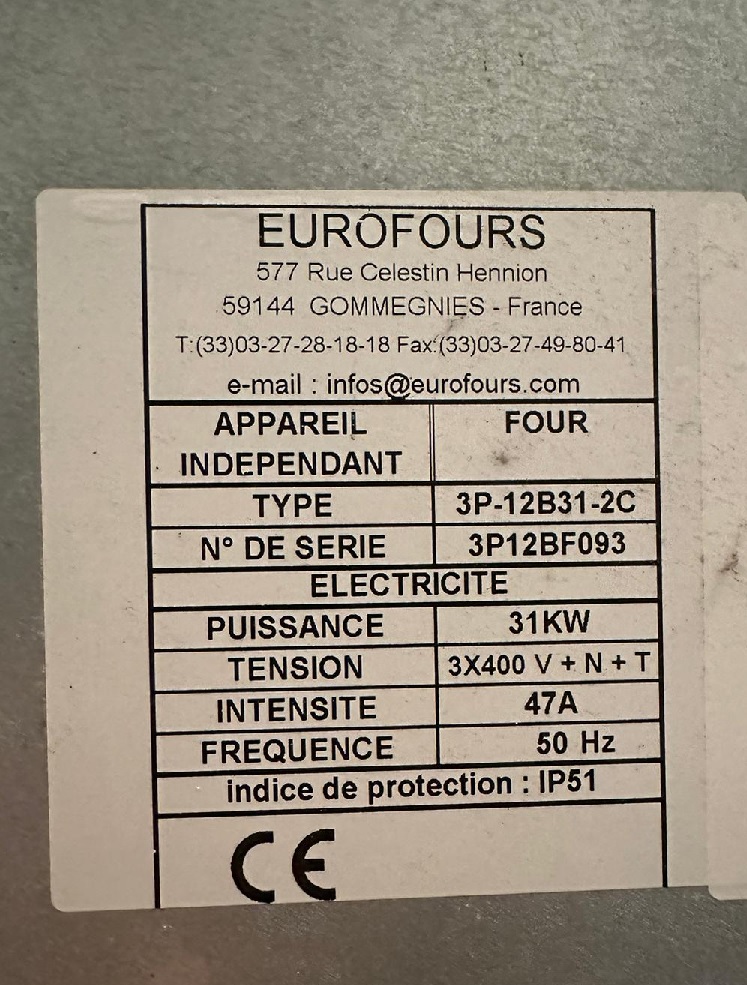 EUROFOURS
577 Rue Celestin Hennion
59144 GOMMEGNIES - France
T:(33)03-27-28-18-18 Fax:(33)03-27-49-80-41
e-mail : infos@eurofours.com
APPAREIL INDEPENDANT FOUR
TYPE 3P-12B31-2C
N° DE SERIE 3P12BF093
ELECTRICITE
PUISSANCE 31KW
TENSION 3X400 V + N + T
INTENSITE 47A
FREQUENCE 50 Hz
indice de protection : IP51
CE